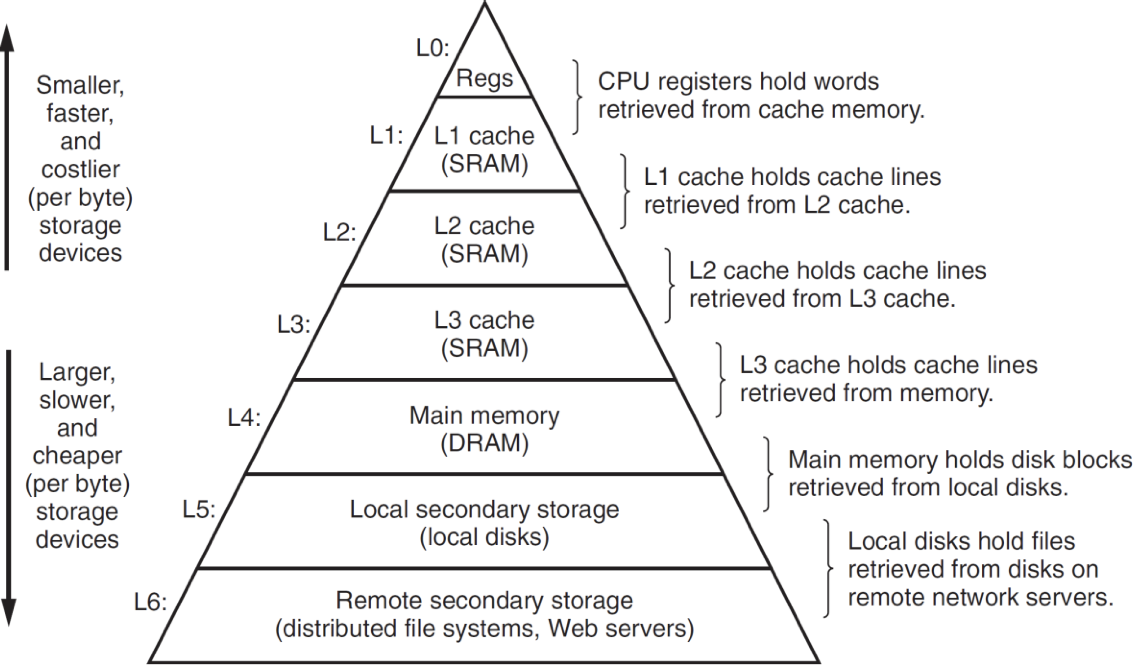 L0:
Regs
CPU registers hold words
retrieved from cache memory.
Smaller,
faster,
and
costlier
(per byte)
storage
devices
L1:
L1 cache
(SRAM)
L1 cache holds cache lines
retrieved from L2 cache.
L2:
L2 cache
(SRAM)
L2 cache holds cache lines
retrieved from L3 cache.
L3:
L3 cache
(SRAM)
L3 cache holds cache lines
retrieved from memory.
Larger,
slower,
and
cheaper
(per byte)
storage
devices
L4:
Main memory
(DRAM)
Main memory holds disk blocks
retrieved from local disks.
L5:
Local secondary storage
(local disks)
Local disks hold files
retrieved from disks on
remote network servers.
L6:
Remote secondary storage
(distributed file systems, Web servers)